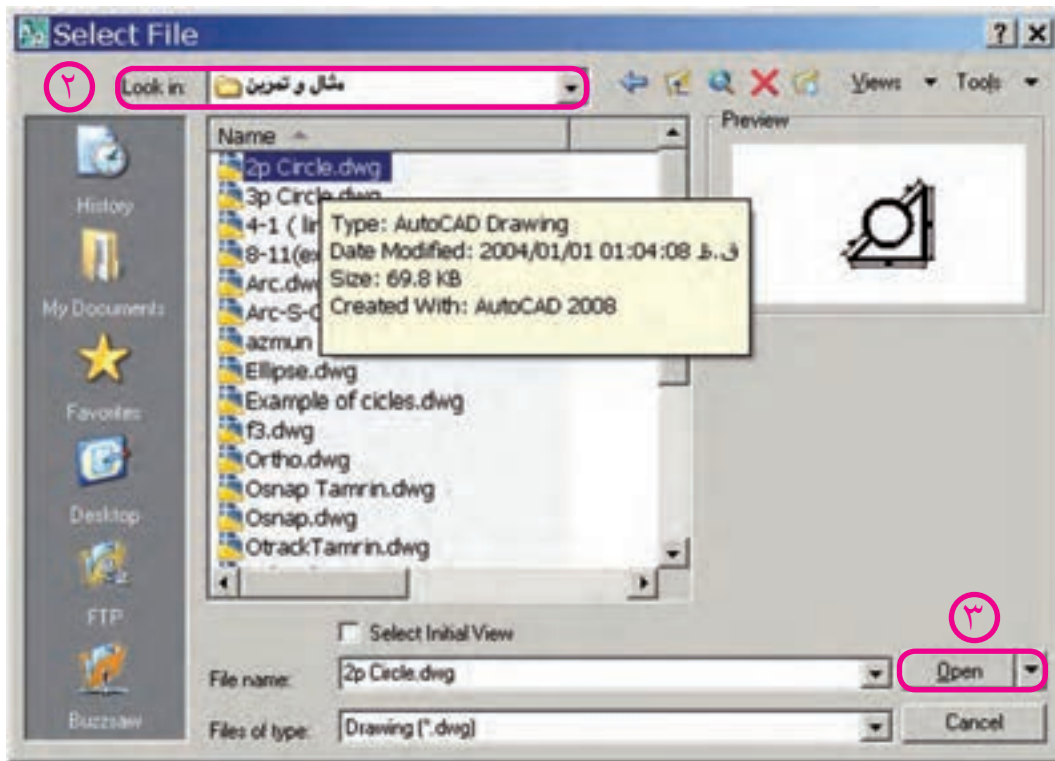 Select File
۲ Look in: مثال و تمرین Views Tools
History
My Documents
Favorites
Desktop
FTP
Buzzsaw
Name
2p Circle.dwg
3p Circle.dwg
4-1 ( lin
8-11(ex
Arc.dw
Arc-S-C
azmun
Ellipse.dwg
Example of cicles.dwg
f3.dwg
Ortho.dwg
Osnap Tamrin.dwg
Osnap.dwg
OtrackTamrin.dwg
Type: AutoCAD Drawing
Date Modified: 2004/01/01 01:04:08 ق.ظ
Size: 69.8 KB
Created With: AutoCAD 2008
Preview
Select Initial View
۳
File name: 2p Circle.dwg Open
Files of type: Drawing (*.dwg) Cancel